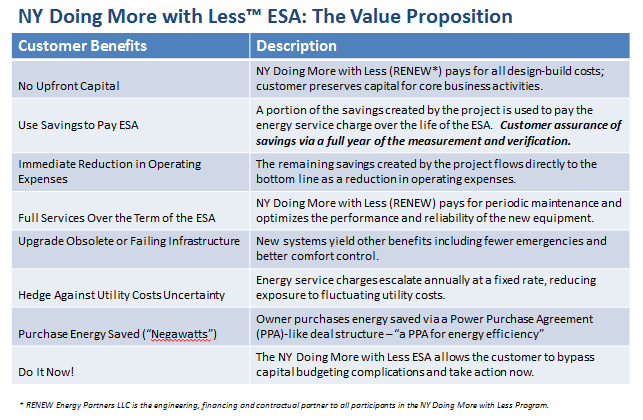 NY Doing More with Less™ ESA: The Value Proposition
Customer Benefits Description
No Upfront Capital
NY Doing More with Less (RENEW*) pays for all design-build costs;
customer preserves capital for core business activities.
Use Savings to Pay ESA
A portion of the savings created by the project is used to pay the
energy service charge over the life of the ESA. Customer assurance of
savings via a full year of the measurement and verification.
Immediate Reduction in Operating
Expenses
The remaining savings created by the project flows directly to the
bottom line as a reduction in operating expenses.
Full Services Over the Term of the ESA
NY Doing More with Less (RENEW) pays for periodic maintenance and
optimizes the performance and reliability of the new equipment.
Upgrade Obsolete or Failing Infrastructure
New systems yield other benefits including fewer emergencies and
better comfort control.
Hedge Against Utility Costs Uncertainty
Energy service charges escalate annually at a fixed rate, reducing
exposure to fluctuating utility costs.
Purchase Energy Saved (“Negawatts”)
Owner purchases energy saved via a Power Purchase Agreement
(PPA)-like deal structure – “a PPA for energy efficiency”
Do It Now!
The NY Doing More with Less ESA allows the customer to bypass
capital budgeting complications and take action now.
* RENEW Energy Partners LLC is the engineering, financing and contractual partner to all participants in the NY Doing More with Less Program.